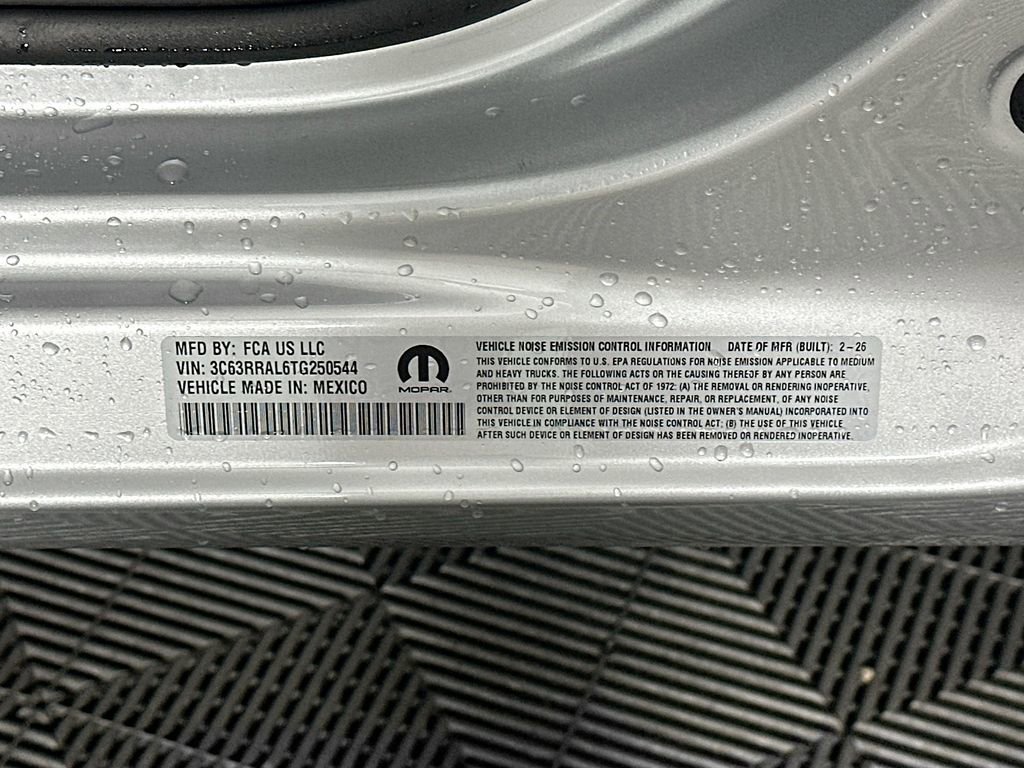 MFD BY: FCA US LLC
VIN: 3C63RRAL6TG250544
VEHICLE MADE IN: MEXICO
MOPAR®
VEHICLE NOISE EMISSION CONTROL INFORMATION DATE OF MFR (BUILT): 2-26
THIS VEHICLE CONFORMS TO U.S. EPA REGULATIONS FOR NOISE EMISSION APPLICABLE TO MEDIUM
AND HEAVY TRUCKS. THE FOLLOWING ACTS OR THE CAUSING THEREOF BY ANY PERSON ARE
PROHIBITED BY THE NOISE CONTROL ACT OF 1972: (A) THE REMOVAL OR RENDERING INOPERATIVE,
OTHER THAN FOR PURPOSES OF MAINTENANCE, REPAIR, OR REPLACEMENT, OF ANY NOISE
CONTROL DEVICE OR ELEMENT OF DESIGN (LISTED IN THE OWNER'S MANUAL) INCORPORATED INTO
THIS VEHICLE IN COMPLIANCE WITH THE NOISE CONTROL ACT; (B) THE USE OF THIS VEHICLE
AFTER SUCH DEVICE OR ELEMENT OF DESIGN HAS BEEN REMOVED OR RENDERED INOPERATIVE.